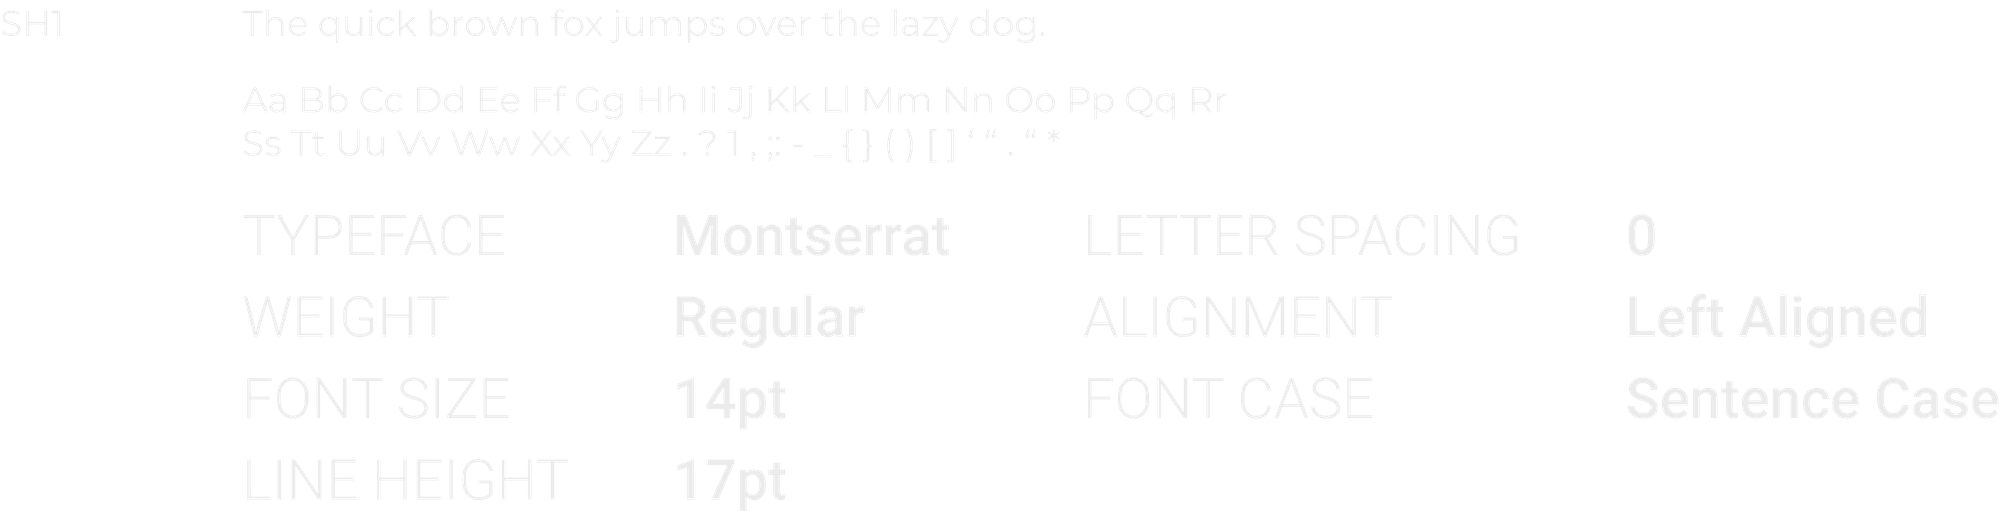 SH1 The quick brown fox jumps over the lazy dog.
Aa Bb Cc Dd Ee Ff Gg Hh Ii Jj Kk Ll Mm Nn Oo Pp Qq Rr
Ss Tt Uu Vv Ww Xx Yy Zz . ? 1 , ;: - _ { } ( ) [ ] ‘ “ . “ *
TYPEFACE Montserrat LETTER SPACING 0
WEIGHT Regular ALIGNMENT Left Aligned
FONT SIZE 14pt FONT CASE Sentence Case
LINE HEIGHT 17pt